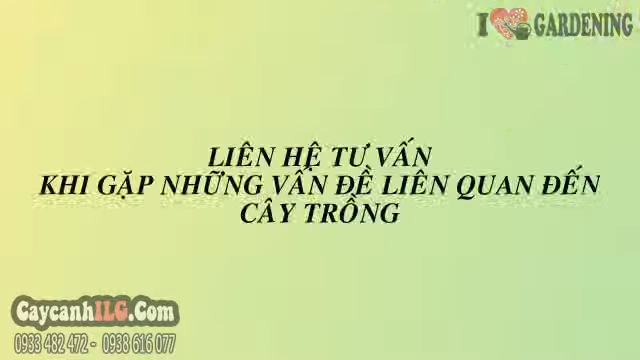 I GARDENING
LIÊN HỆ TƯ VẤN
KHI GẶP NHỮNG VẤN ĐỀ LIÊN QUAN ĐẾN
CÂY TRỒNG
CaycanhILG.Com
0933 482 472 - 0938 616 077